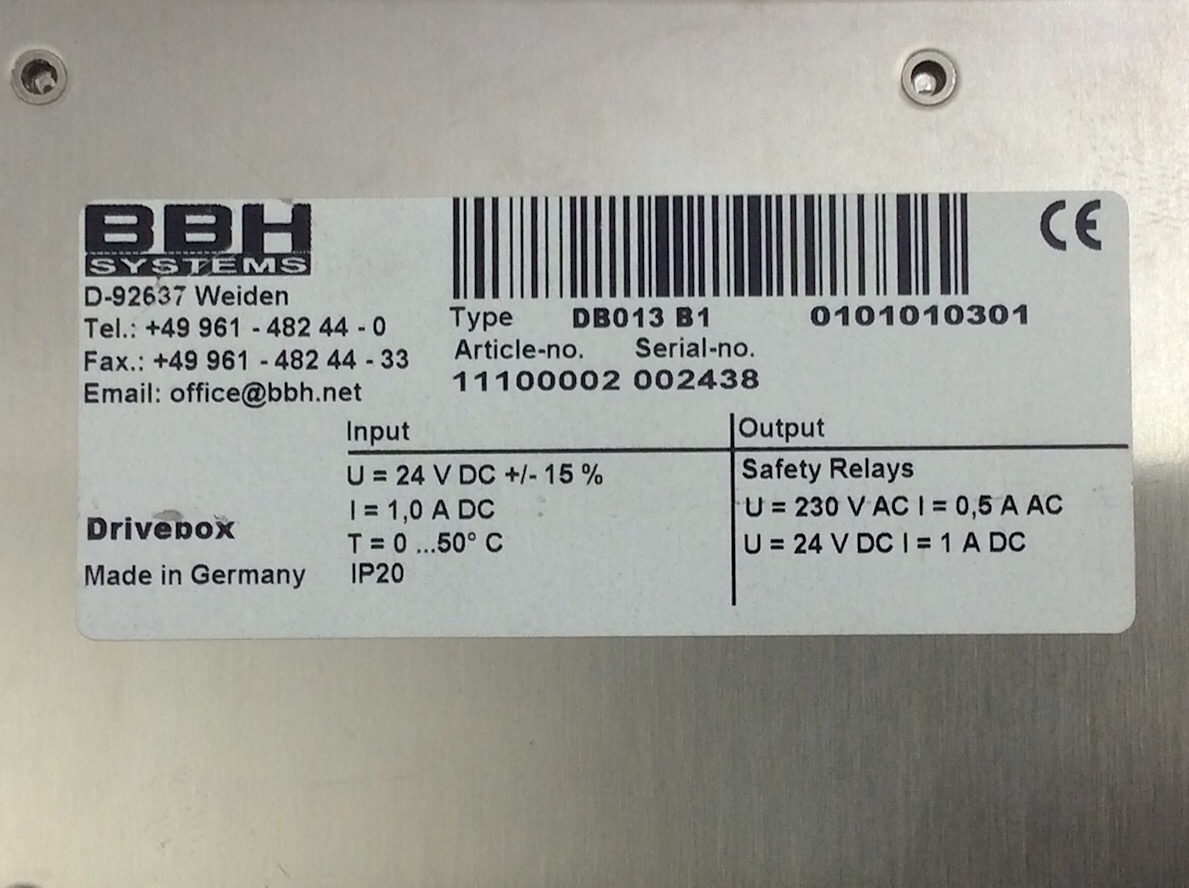 BBH
SYSTEMS
D-92637 Weiden
Tel.: +49 961 - 482 44 - 0
Fax.: +49 961 - 482 44 - 33
Email: office@bbh.net
Drivebox
Made in Germany
CE
Type DB013 B1 0101010301
Article-no. Serial-no.
11100002 002438
Input
U = 24 V DC +/- 15 %
I = 1,0 A DC
T = 0 ...50° C
IP20
Output
Safety Relays
U = 230 V AC I = 0,5 A AC
U = 24 V DC I = 1 A DC